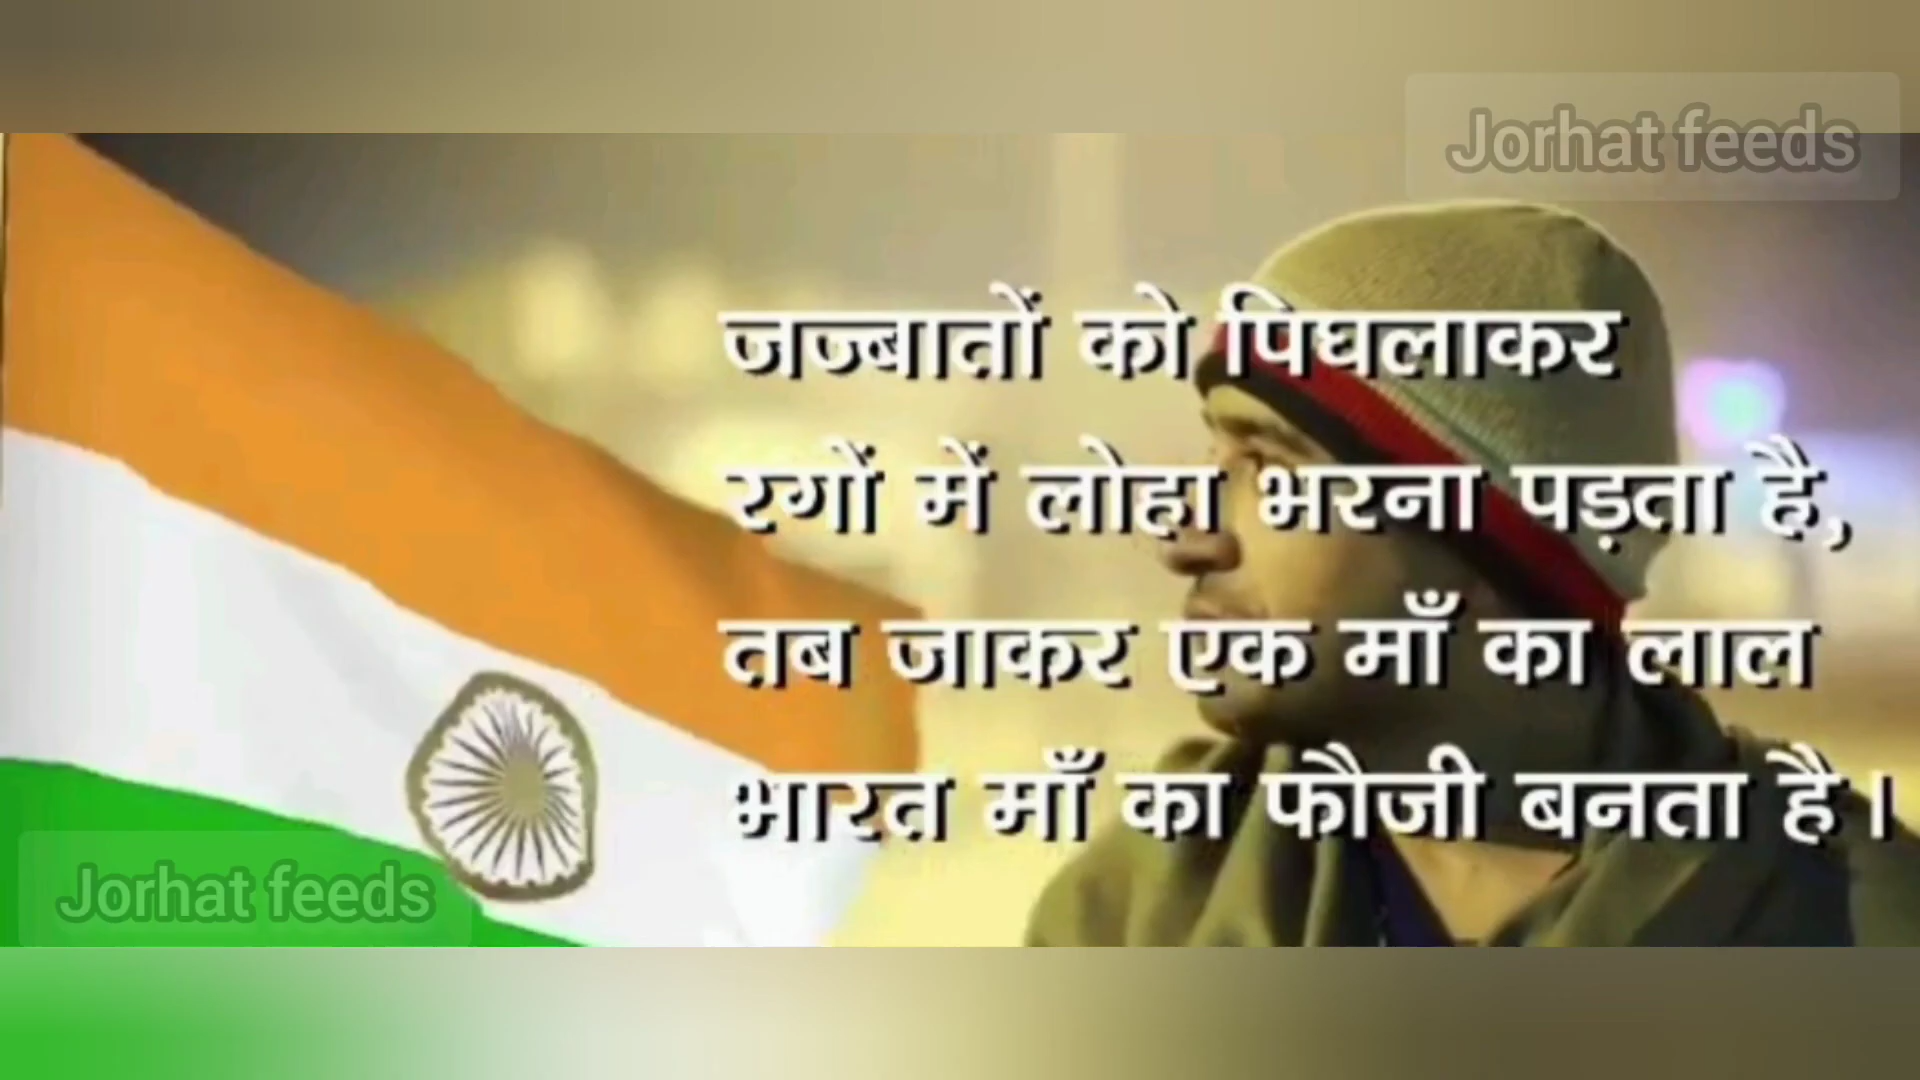 Jorhat feeds
जज्बातों को पिघलाकर
रगों में लोहा भरना पड़ता है,
तब जाकर एक माँ का लाल
भारत माँ का फौजी बनता है।
Jorhat feeds